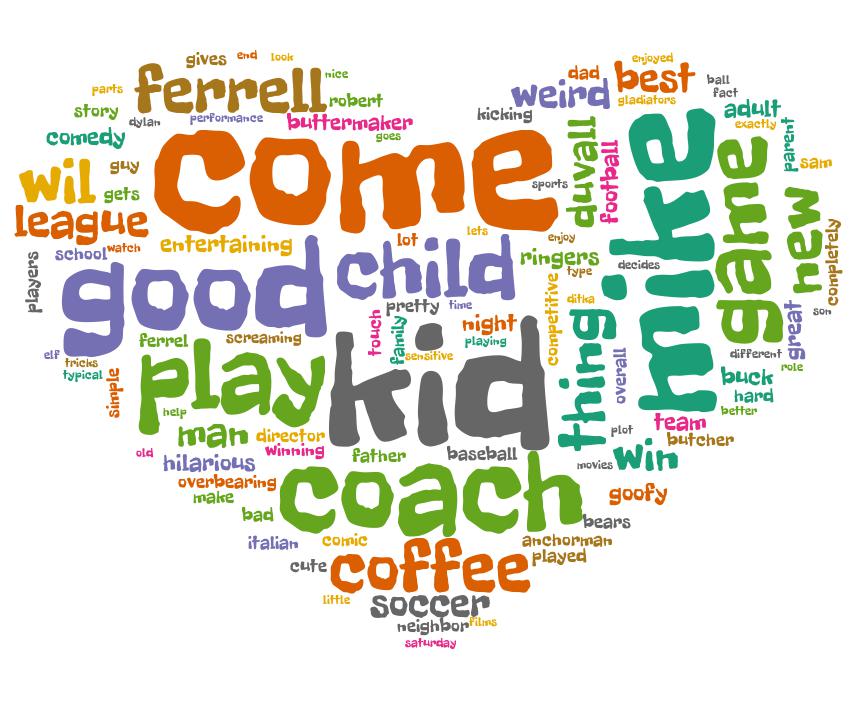 gives
end
look
ferrell
nice
parts
robert
story
dylan
performance
buttermaker
goes
comedy
come
kicking
weird
dad
best
enjoyed
gladiators
ball
fact
adult
exactly
parent
sam
duvall
football
mike
game
new
completely
son
wil
guy
gets
league
watch
entertaining
lot
lets
sports
enjoy
ringers
type
decides
players
school
good
child
pretty
time
competitive
ditka
touch
family
sensitive
night
playing
thing
overall
great
different
role
elf
tricks
typical
simple
ferrel
screaming
play
kid
help
buck
hard
better
man
director
winning
father
baseball
team
butcher
plot
win
movies
old
hilarious
overbearing
make
bad
coach
goofy
bears
italian
comic
anchorman
played
cute
coffee
little
soccer
neighbor
films
saturday